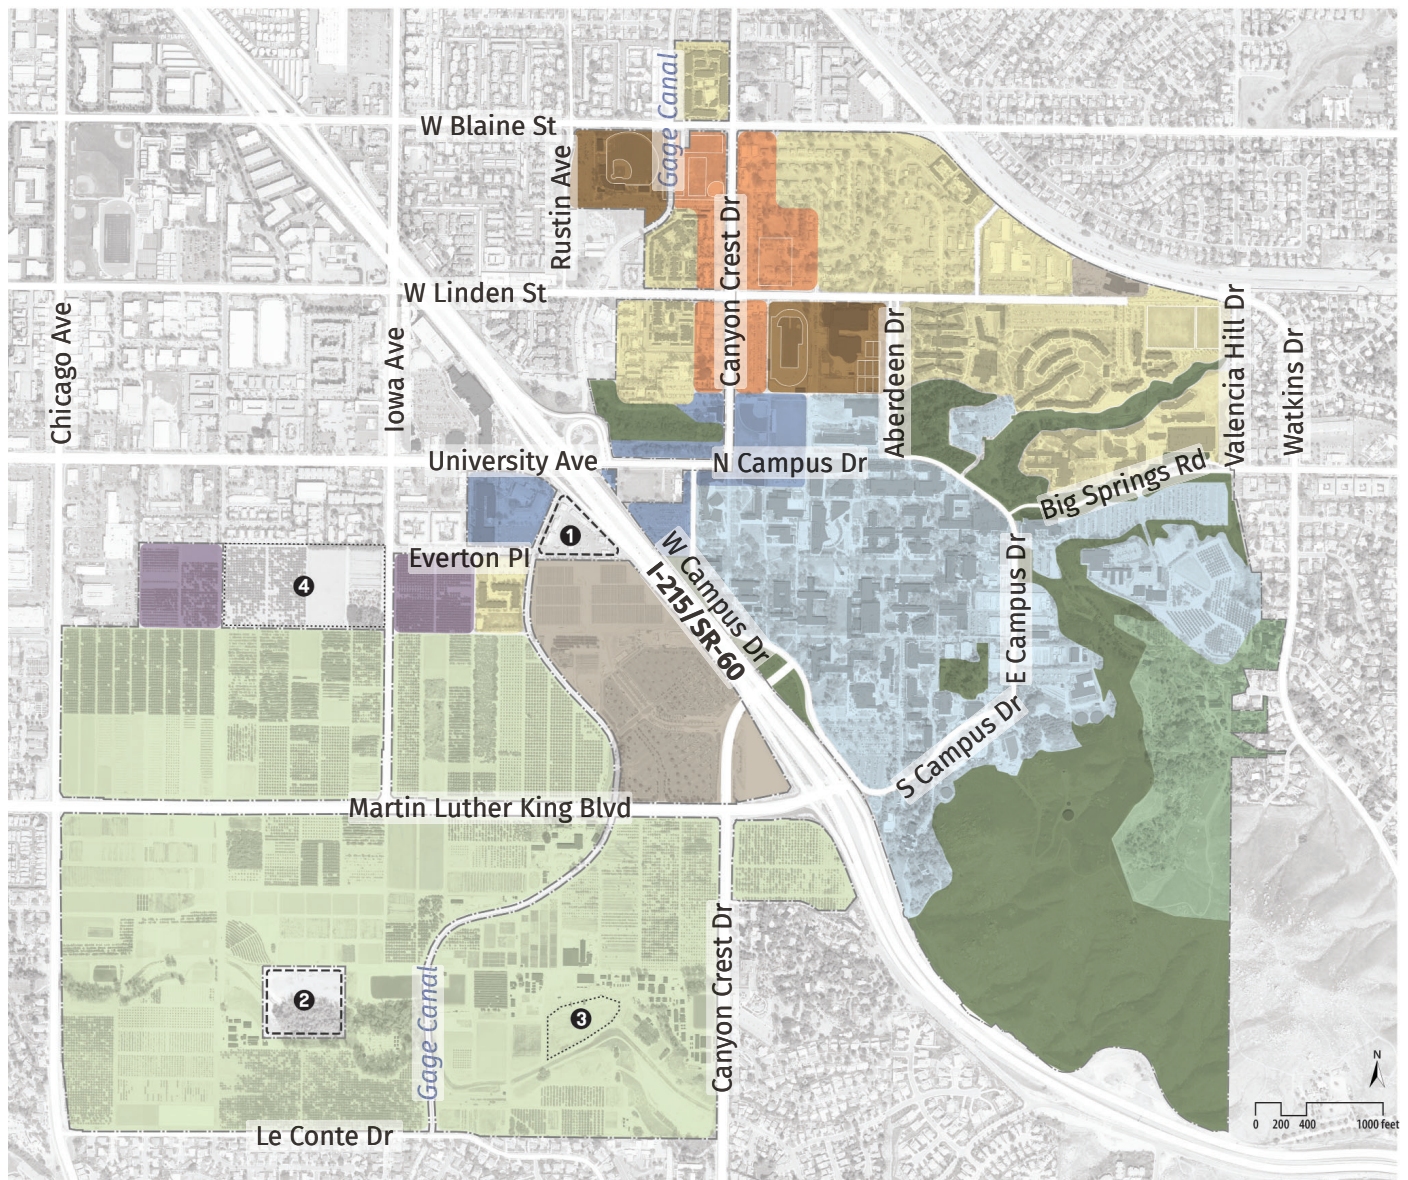 Gage Canal
W Blaine St
Rustin Ave
Canyon Crest Dr
W Linden St
Chicago Ave
Iowa Ave
Aberdeen Dr
Valencia Hill Dr
Watkins Dr
University Ave
N Campus Dr
Big Springs Rd
1
Everton Pl
W Campus Dr
I-215/SR-60
E Campus Dr
4
S Campus Dr
Martin Luther King Blvd
Canyon Crest Dr
Gage Canal
2
3
Le Conte Dr
N
0 200 400 1000 feet